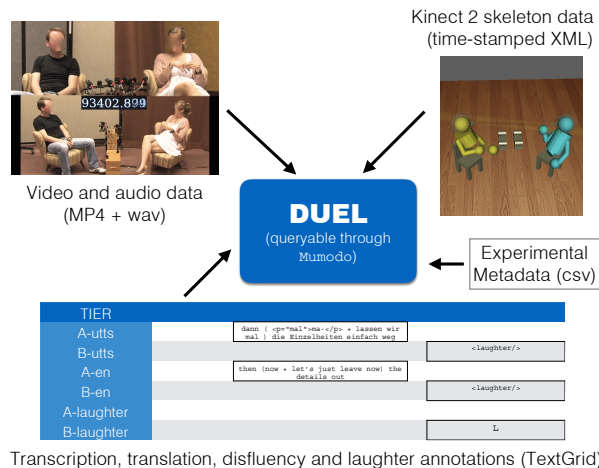 Kinect 2 skeleton data
(time-stamped XML)
93402.899
Video and audio data
(MP4 + wav)
DUEL
(queryable through
Mumodo)
Experimental
Metadata (csv)
TIER
A-utts
dann ( <p="mal">ma-</p> + lassen wir
mal ) die Einzelheiten einfach weg
B-utts
<laughter/>
A-en
then (now + let's just leave now) the
details out
B-en
<laughter/>
A-laughter
B-laughter
L
Transcription, translation, disfluency and laughter annotations (TextGrid)